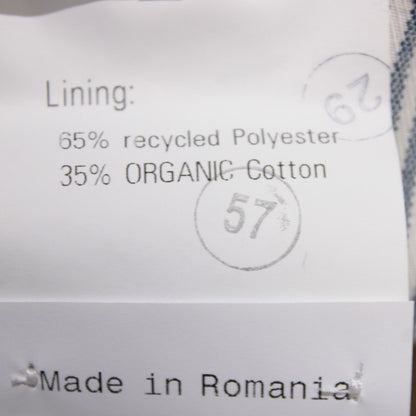 Lining:
65% recycled Polyester
35% ORGANIC Cotton
29
57
Made in Romania